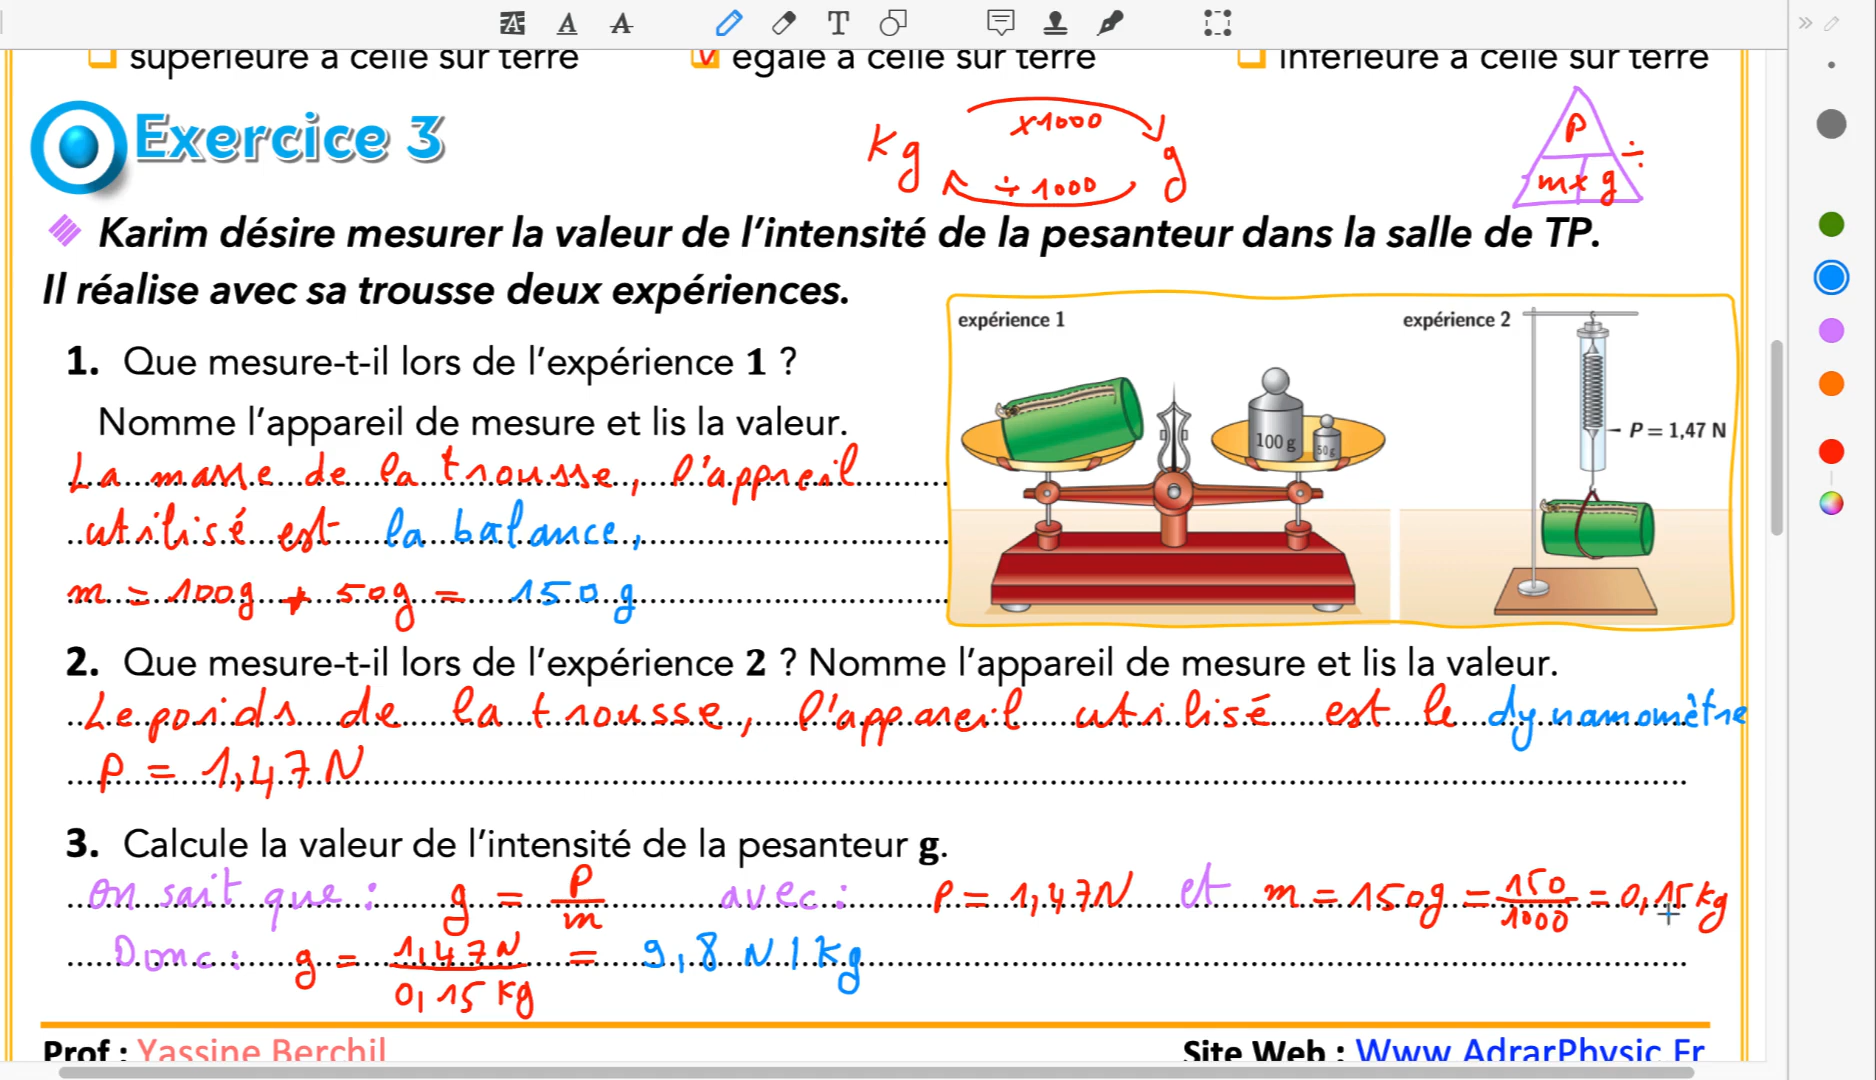 supérieure à celle sur terre
v égale à celle sur terre
inférieure à celle sur terre
Exercice 3
Kg ×1000 g
÷ 1000
P ÷
m × g
Karim désire mesurer la valeur de l'intensité de la pesanteur dans la salle de TP.
Il réalise avec sa trousse deux expériences.
expérience 1
expérience 2
100 g
50 g
P = 1,47 N
1. Que mesure-t-il lors de l'expérience 1 ?
Nomme l'appareil de mesure et lis la valeur.
La masse de la trousse, l'appreil
utilisé est la balance,
m = 100g + 50g = 150 g
2. Que mesure-t-il lors de l'expérience 2 ? Nomme l'appareil de mesure et lis la valeur.
Le poids de la trousse, l'appareil utilisé est le dynamomètre
P = 1,47 N
3. Calcule la valeur de l'intensité de la pesanteur g.
On sait que : g = P/m avec : P = 1,47N et m = 150g = 150/1000 = 0,15 kg
Donc : g = 1,47 N/0,15 Kg = 9,8 N/Kg
Prof : Yassine Berchil
Site Web : Www.AdrarPhysic.Fr